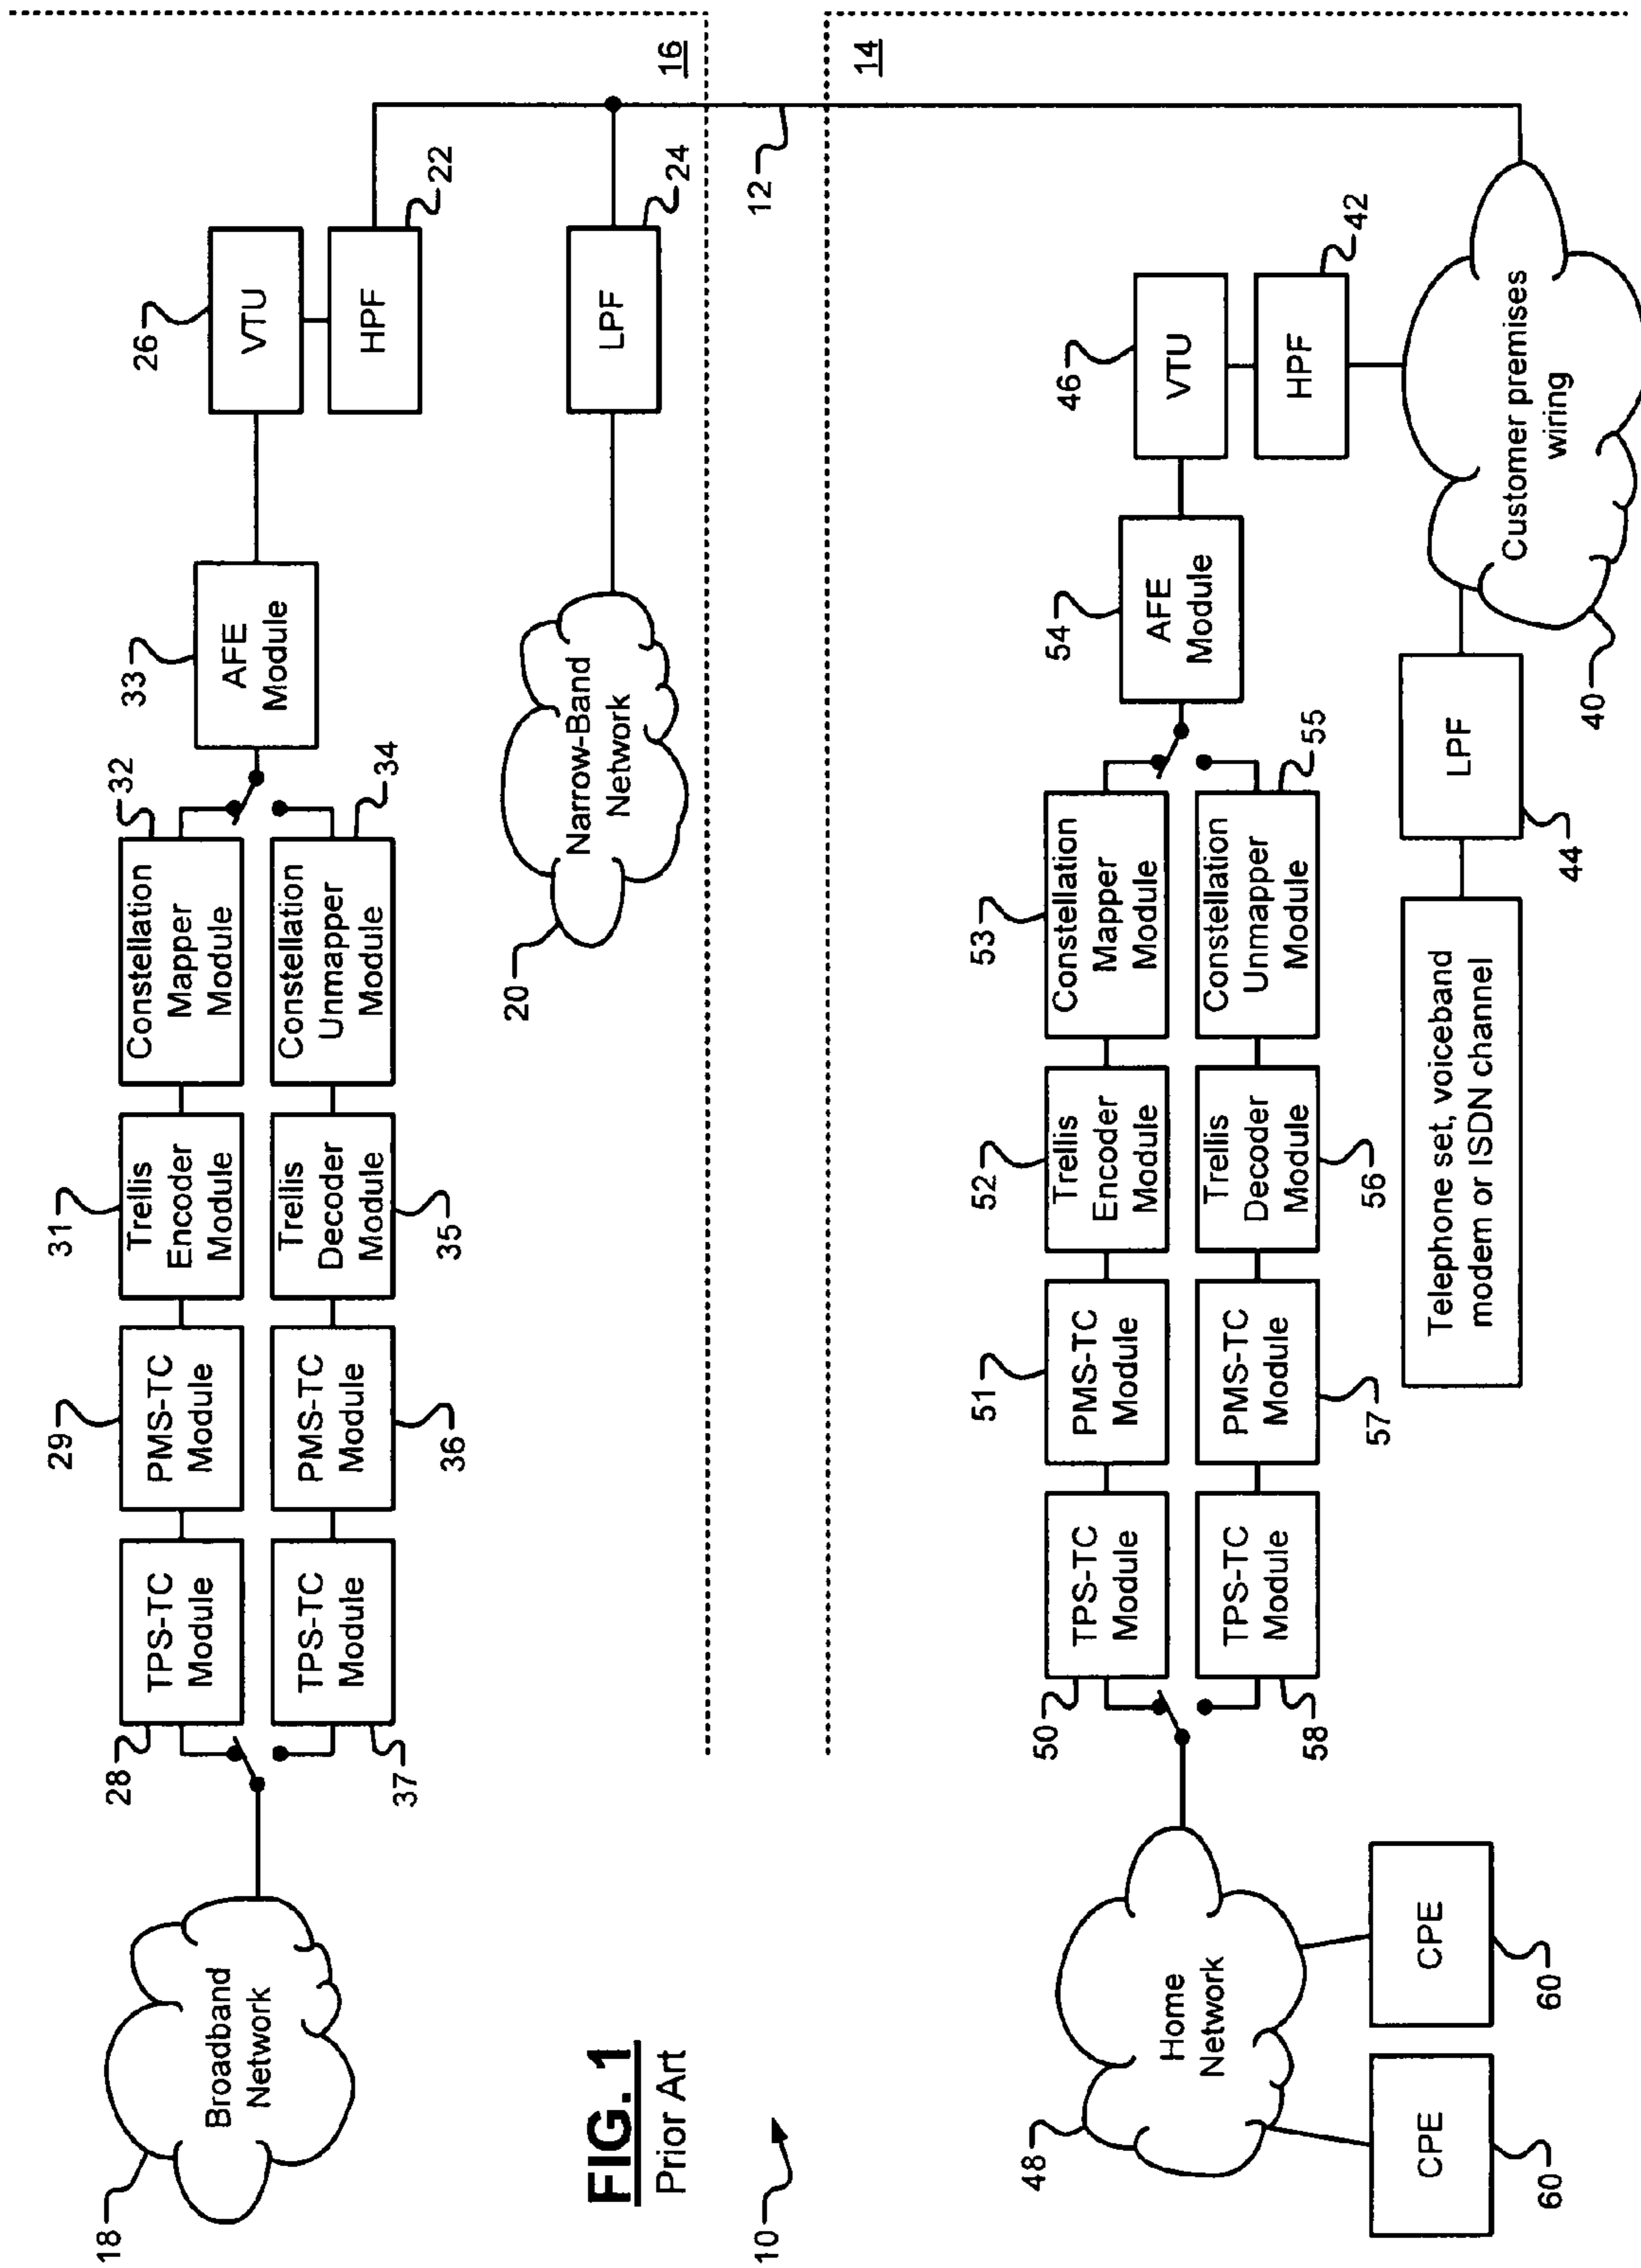 18
Broadband
Network
28
TPS-TC
Module
29
PMS-TC
Module
31
Trellis
Encoder
Module
32
Constellation
Mapper
Module
37
TPS-TC
Module
36
PMS-TC
Module
35
Trellis
Decoder
Module
34
Constellation
Unmapper
Module
33
AFE
Module
26
VTU
HPF
22
20
Narrow-Band
Network
LPF
24
16
FIG. 1
Prior Art
12
10
14
48
Home
Network
CPE
60
CPE
60
50
TPS-TC
Module
51
PMS-TC
Module
52
Trellis
Encoder
Module
53
Constellation
Mapper
Module
58
TPS-TC
Module
57
PMS-TC
Module
56
Trellis
Decoder
Module
55
Constellation
Unmapper
Module
54
AFE
Module
46
VTU
HPF
42
Telephone set, voiceband
modem or ISDN channel
LPF
44
Customer premises
wiring
40